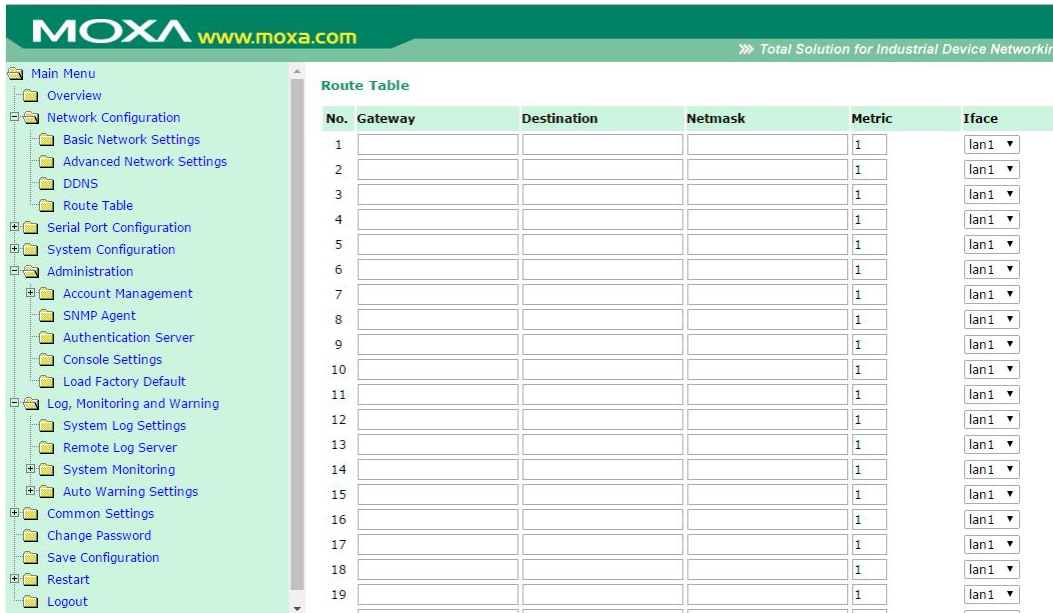 MOXA www.moxa.com
Total Solution for Industrial Device Networkin
Main Menu
Overview
Network Configuration
Basic Network Settings
Advanced Network Settings
DDNS
Route Table
Serial Port Configuration
System Configuration
Administration
Account Management
SNMP Agent
Authentication Server
Console Settings
Load Factory Default
Log, Monitoring and Warning
System Log Settings
Remote Log Server
System Monitoring
Auto Warning Settings
Common Settings
Change Password
Save Configuration
Restart
Logout
Route Table
No. Gateway Destination Netmask Metric Iface
1 1 lan1
2 1 lan1
3 1 lan1
4 1 lan1
5 1 lan1
6 1 lan1
7 1 lan1
8 1 lan1
9 1 lan1
10 1 lan1
11 1 lan1
12 1 lan1
13 1 lan1
14 1 lan1
15 1 lan1
16 1 lan1
17 1 lan1
18 1 lan1
19 1 lan1